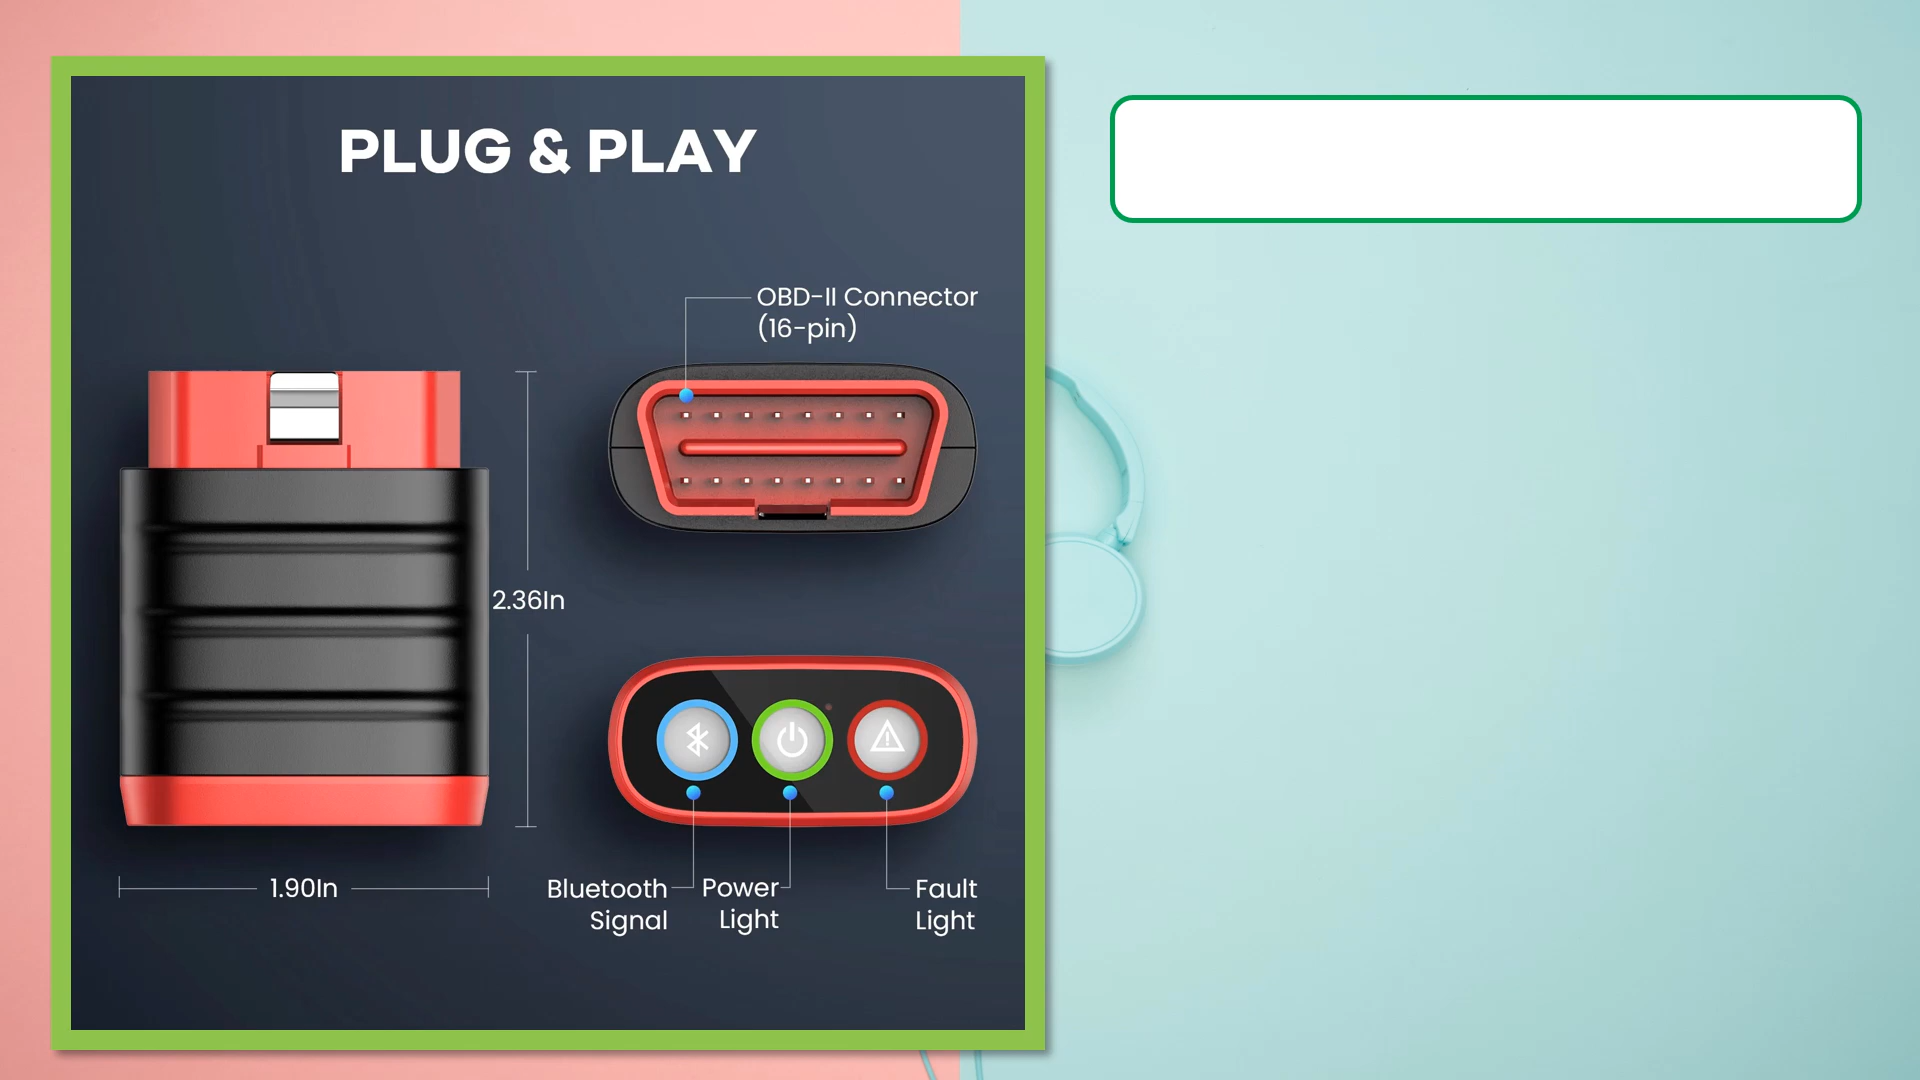 PLUG & PLAY
OBD-II Connector
(16-pin)
2.36In
1.90In
Bluetooth
Signal
Power
Light
Fault
Light